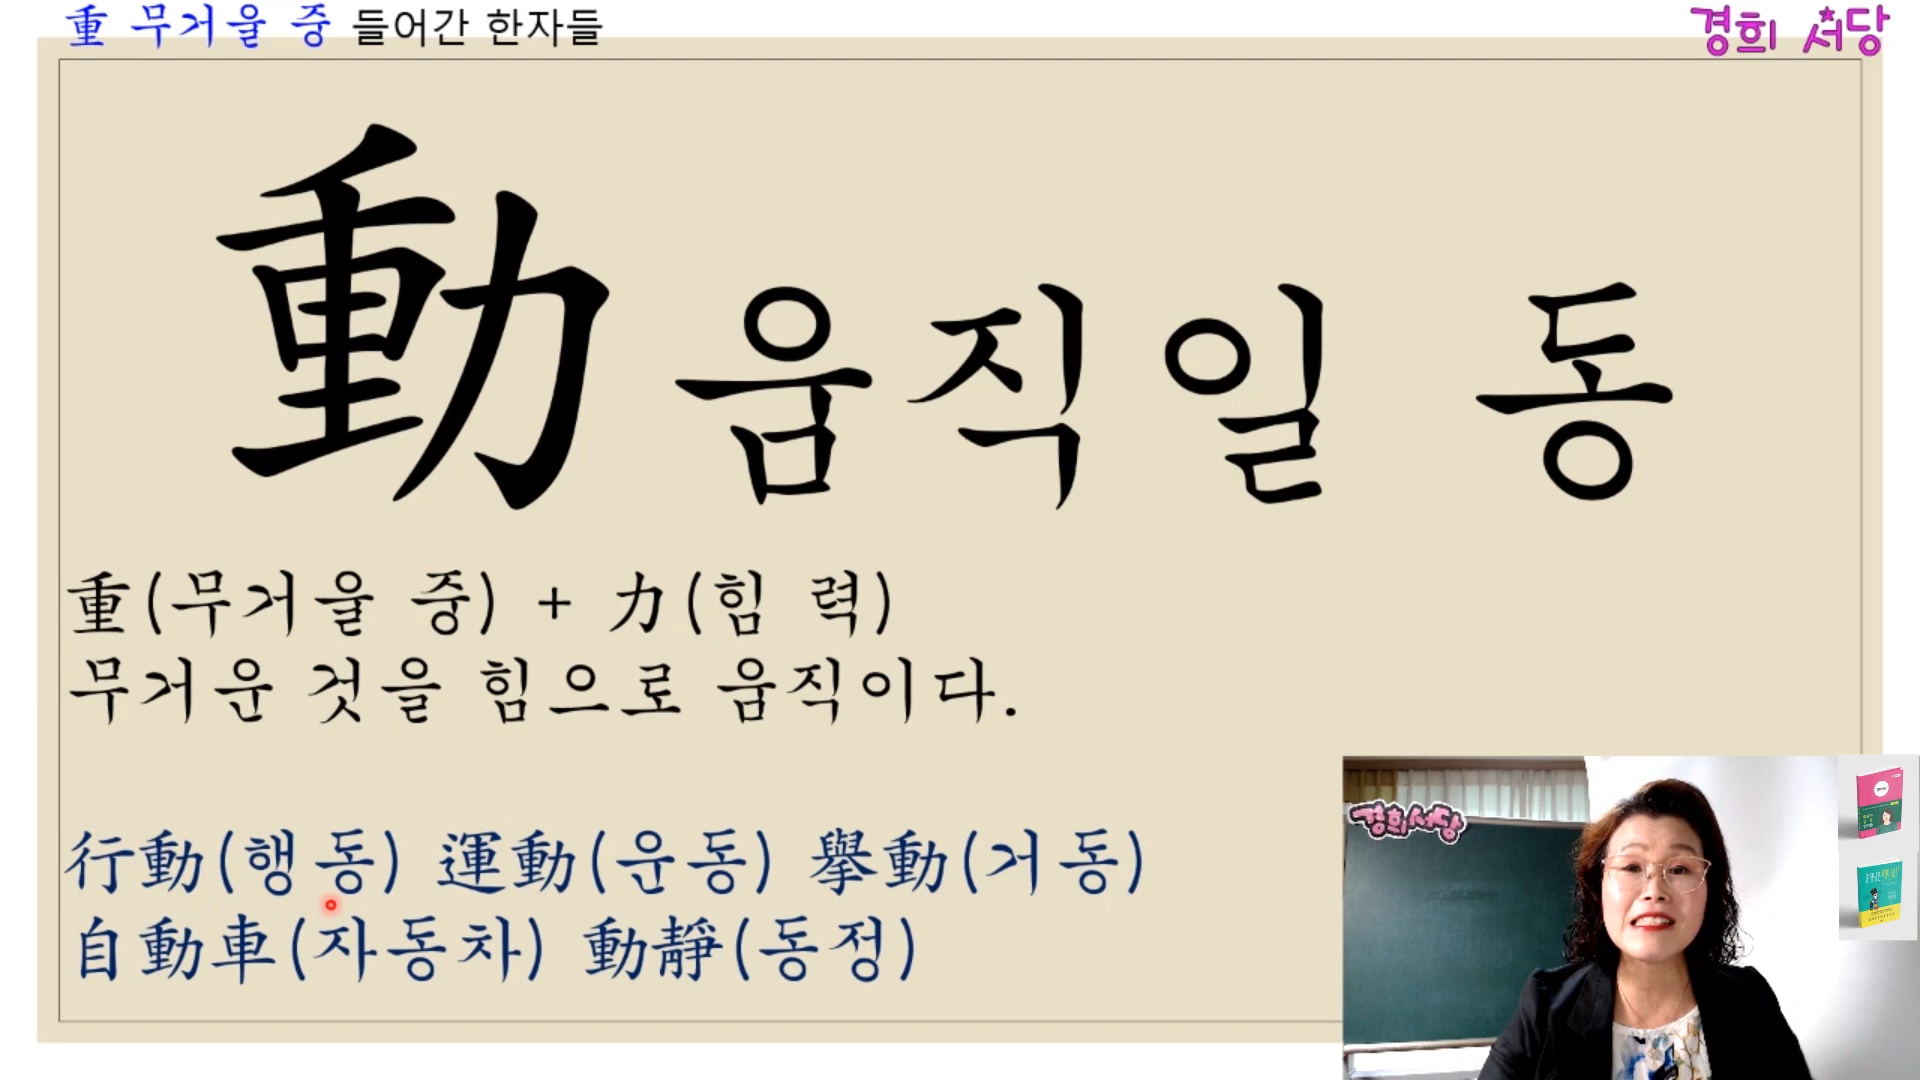 重 무거울 중 들어간 한자들
경희 서당
動 움직일 동
重(무거울 중) + 力(힘 력)
무거운 것을 힘으로 움직이다.
行動(행동) 運動(운동) 擧動(거동)
自動車(자동차) 動靜(동정)
경희서당